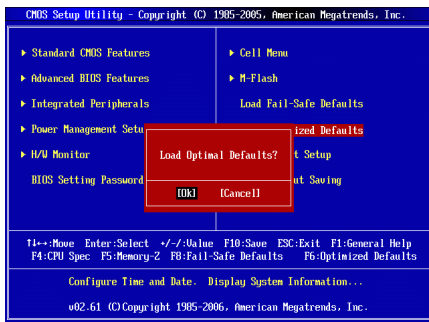 CMOS Setup Utility - Copyright (C) 1985-2005, American Megatrends, Inc.
▶ Standard CMOS Features
▶ Cell Menu
▶ Advanced BIOS Features
▶ M-Flash
▶ Integrated Peripherals
Load Fail-Safe Defaults
▶ Power Management Setu
ized Defaults
▶ H/W Monitor
t Setup
BIOS Setting Password
ut Saving
Load Optimal Defaults?
[Ok] [Cancel]
↑↓↔:Move Enter:Select +/-/:Value F10:Save ESC:Exit F1:General Help
F4:CPU Spec F5:Memory-Z F8:Fail-Safe Defaults F6:Optimized Defaults
Configure Time and Date. Display System Information...
v02.61 (C)Copyright 1985-2006, American Megatrends, Inc.